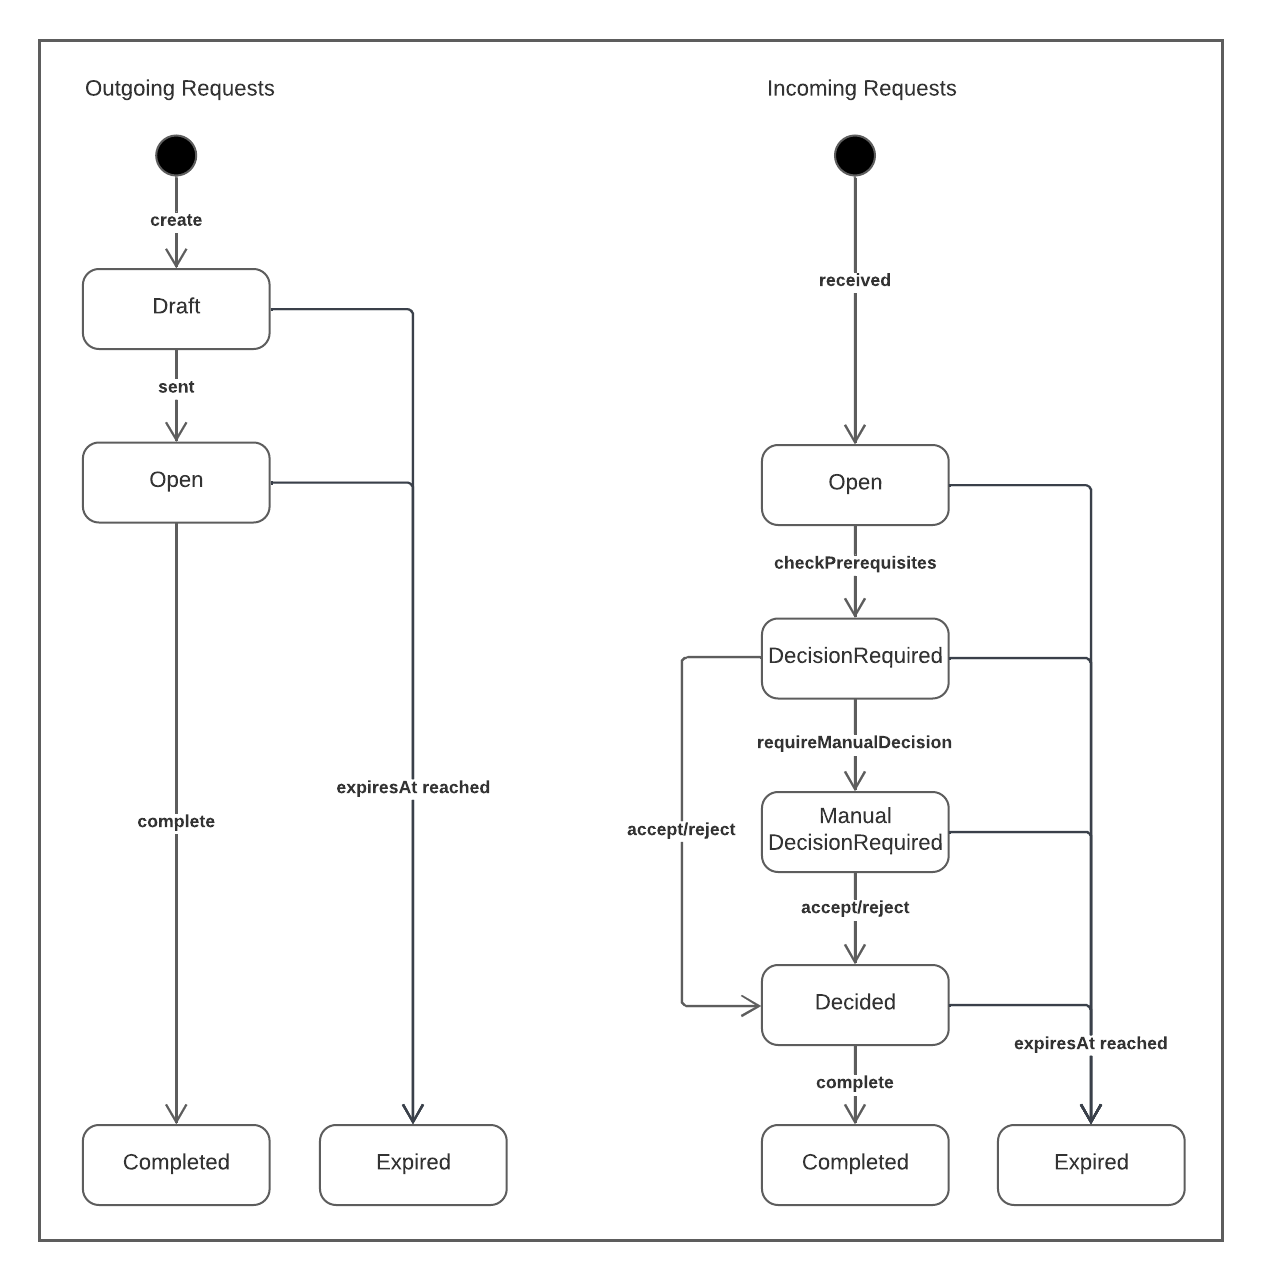 Outgoing Requests
create
Draft
sent
Open
complete
expiresAt reached
Completed
Expired
Incoming Requests
received
Open
checkPrerequisites
DecisionRequired
requireManualDecision
accept/reject
Manual
DecisionRequired
accept/reject
Decided
expiresAt reached
complete
Completed
Expired